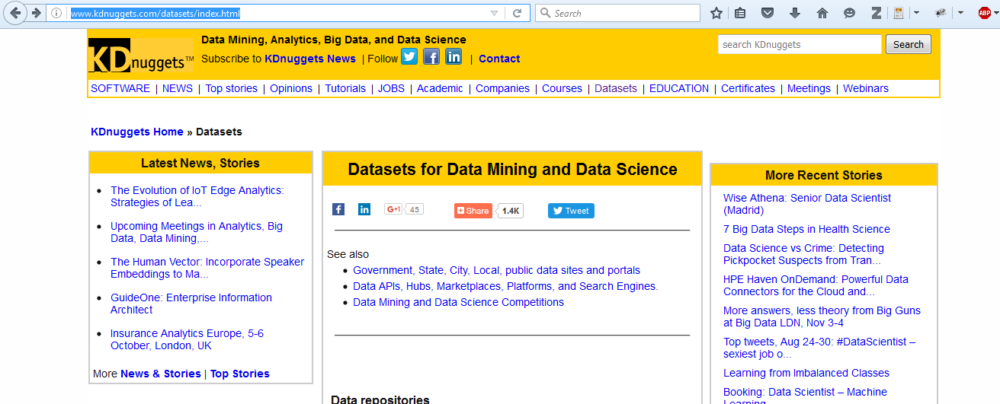 www.kdnuggets.com/datasets/index.html
Search
ABP
KDnuggets™
Data Mining, Analytics, Big Data, and Data Science
Subscribe to KDnuggets News | Follow | Contact
search KDnuggets
Search
SOFTWARE | NEWS | Top stories | Opinions | Tutorials | JOBS | Academic | Companies | Courses | Datasets | EDUCATION | Certificates | Meetings | Webinars
KDnuggets Home » Datasets
Latest News, Stories
The Evolution of IoT Edge Analytics:
Strategies of Lea...
Upcoming Meetings in Analytics, Big
Data, Data Mining,...
The Human Vector: Incorporate Speaker
Embeddings to Ma...
GuideOne: Enterprise Information
Architect
Insurance Analytics Europe, 5-6
October, London, UK
More News & Stories | Top Stories
Datasets for Data Mining and Data Science
G+1 45
Share 1.4K
Tweet
See also
Government, State, City, Local, public data sites and portals
Data APIs, Hubs, Marketplaces, Platforms, and Search Engines.
Data Mining and Data Science Competitions
Data repositories
More Recent Stories
Wise Athena: Senior Data Scientist
(Madrid)
7 Big Data Steps in Health Science
Data Science vs Crime: Detecting
Pickpocket Suspects from Tran...
HPE Haven OnDemand: Powerful Data
Connectors for the Cloud and...
More answers, less theory from Big Guns
at Big Data LDN, Nov 3-4
Top tweets, Aug 24-30: #DataScientist –
sexiest job o...
Learning from Imbalanced Classes
Booking: Data Scientist – Machine
Learning